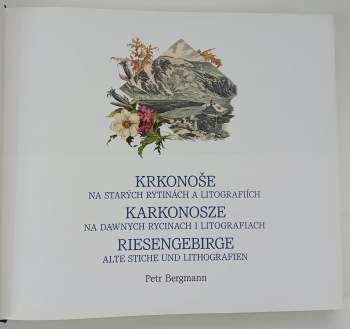 KRKONOŠE
NA STARÝCH RYTINÁCH A LITOGRAFIÍCH
KARKONOSZE
NA DAWNYCH RYCINACH I LITOGRAFIACH
RIESENGEBIRGE
ALTE STICHE UND LITHOGRAFIEN
Petr Bergmann